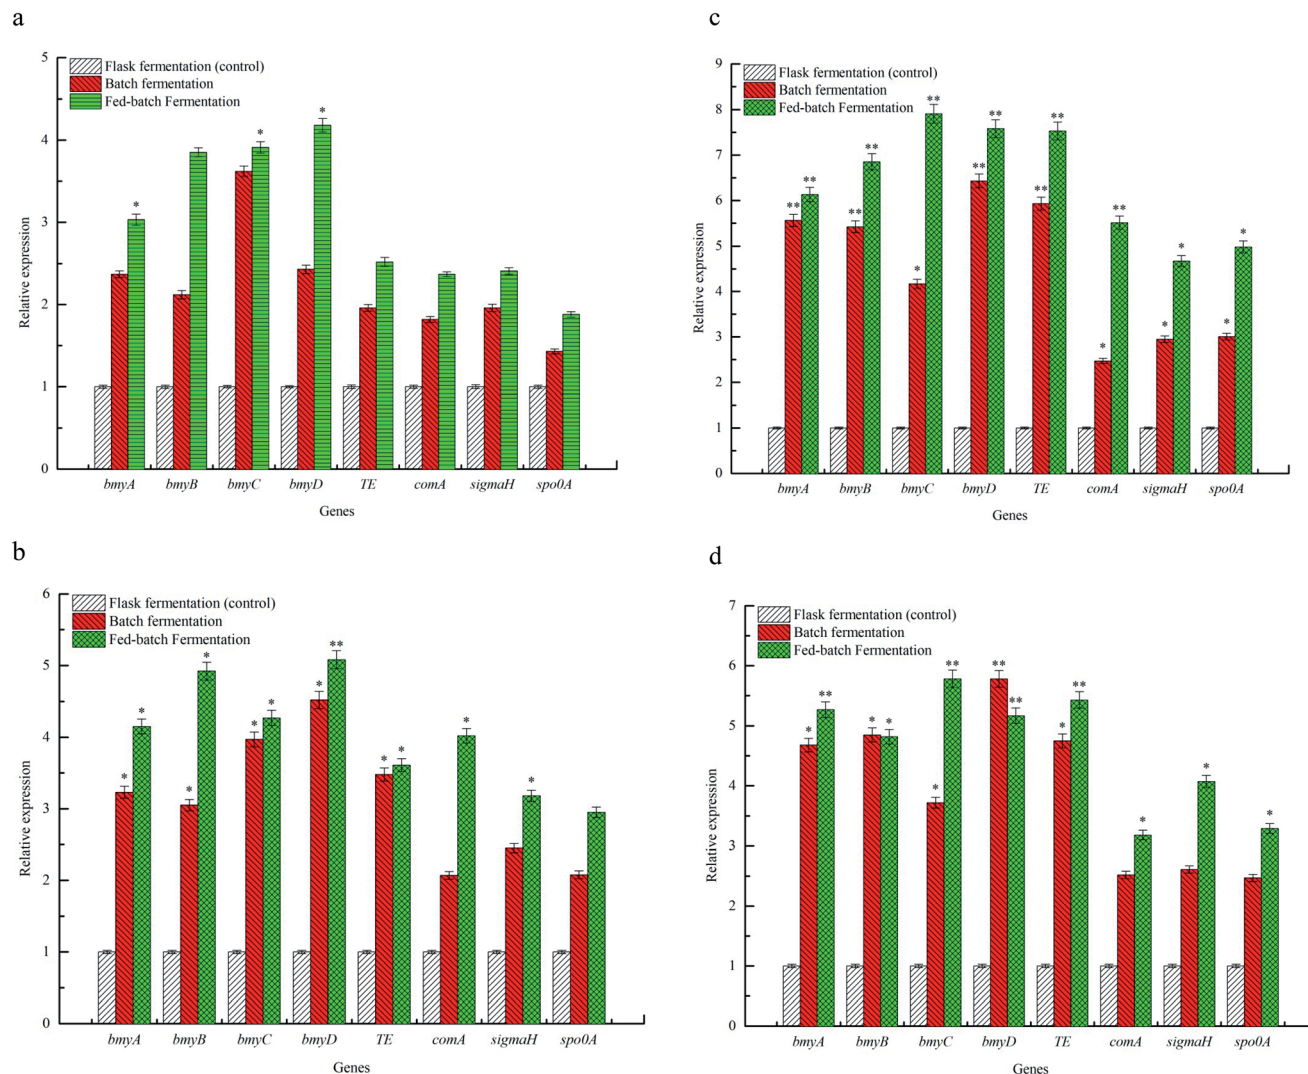 a
5
4
3
2
1
0
Relative expression
Flask fermentation (control)
Batch fermentation
Fed-batch Fermentation
* * *
bmyA bmyB bmyC bmyD TE comA sigmaH spo0A
Genes
c
9
8
7
6
5
4
3
2
1
0
Relative expression
Flask fermentation (control)
Batch fermentation
Fed-batch Fermentation
** ** ** ** * ** ** ** ** ** * ** * * * *
bmyA bmyB bmyC bmyD TE comA sigmaH spo0A
Genes
b
6
5
4
3
2
1
0
Relative expression
Flask fermentation (control)
Batch fermentation
Fed-batch Fermentation
* * * * * * * ** * * * *
bmyA bmyB bmyC bmyD TE comA sigmaH spo0A
Genes
d
7
6
5
4
3
2
1
0
Relative expression
Flask fermentation (control)
Batch fermentation
Fed-batch Fermentation
* ** * * * ** ** ** * ** * * *
bmyA bmyB bmyC bmyD TE comA sigmaH spo0A
Genes